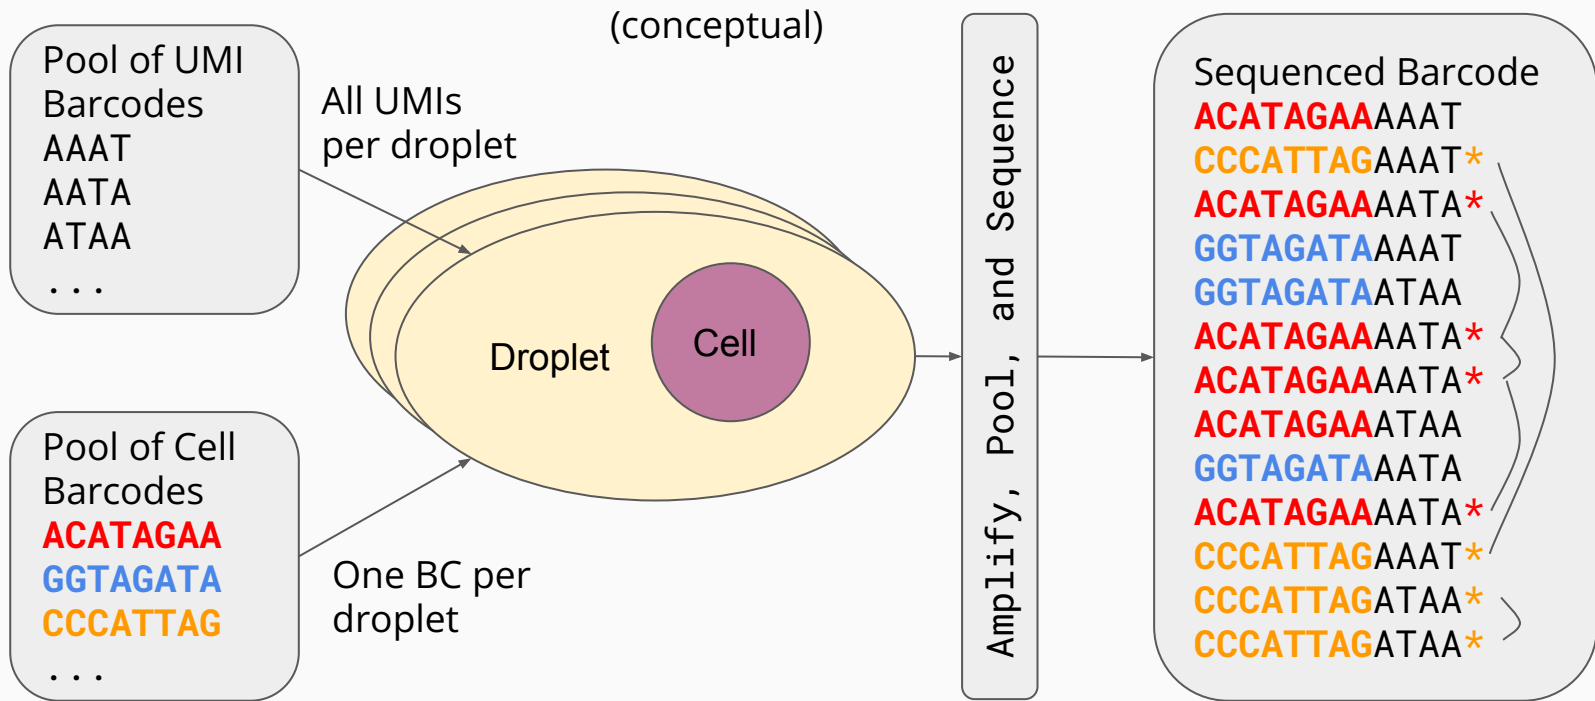 (conceptual)
Pool of UMI
Barcodes
AAAT
AATA
ATAA
...
All UMIs
per droplet
Pool of Cell
Barcodes
ACATAGAA
GGTAGATA
CCCATTAG
...
One BC per
droplet
Droplet
Cell
Amplify, Pool, and Sequence
Sequenced Barcode
ACATAGAAAAAT
CCCATTAGAAAT*
ACATAGAAAATA*
GGTAGATAAAAT
GGTAGATAATAA
ACATAGAAAATA*
ACATAGAAAATA*
ACATAGAAATAA
GGTAGATAAATA
ACATAGAAAATA*
CCCATTAGAAAT*
CCCATTAGATAA*
CCCATTAGATAA*